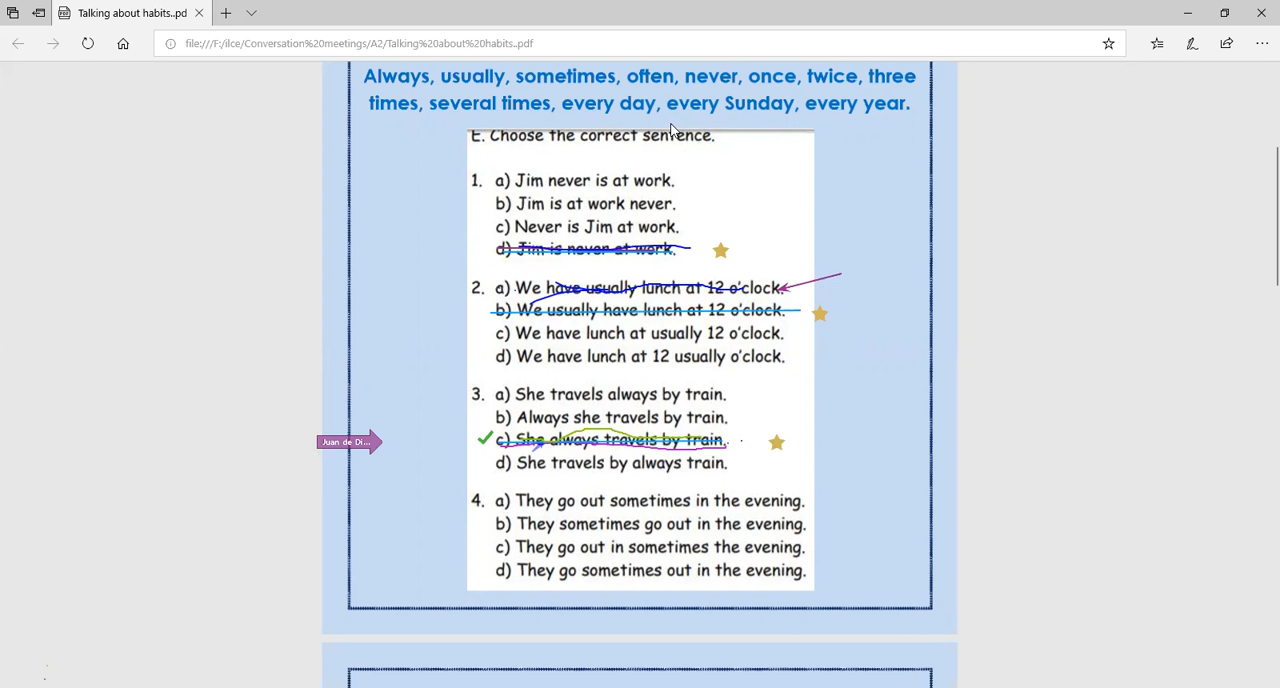 Talking about habits..pd
file:///F:/ilce/Conversation%20meetings/A2/Talking%20about%20habits..pdf
Always, usually, sometimes, often, never, once, twice, three
times, several times, every day, every Sunday, every year.
E. Choose the correct sentence.
1. a) Jim never is at work.
b) Jim is at work never.
c) Never is Jim at work.
d) Jim is never at work.
2. a) We have usually lunch at 12 o'clock.
b) We usually have lunch at 12 o'clock.
c) We have lunch at usually 12 o'clock.
d) We have lunch at 12 usually o'clock.
3. a) She travels always by train.
b) Always she travels by train.
Juan de Di...
c) She always travels by train.
d) She travels by always train.
4. a) They go out sometimes in the evening.
b) They sometimes go out in the evening.
c) They go out in sometimes the evening.
d) They go sometimes out in the evening.